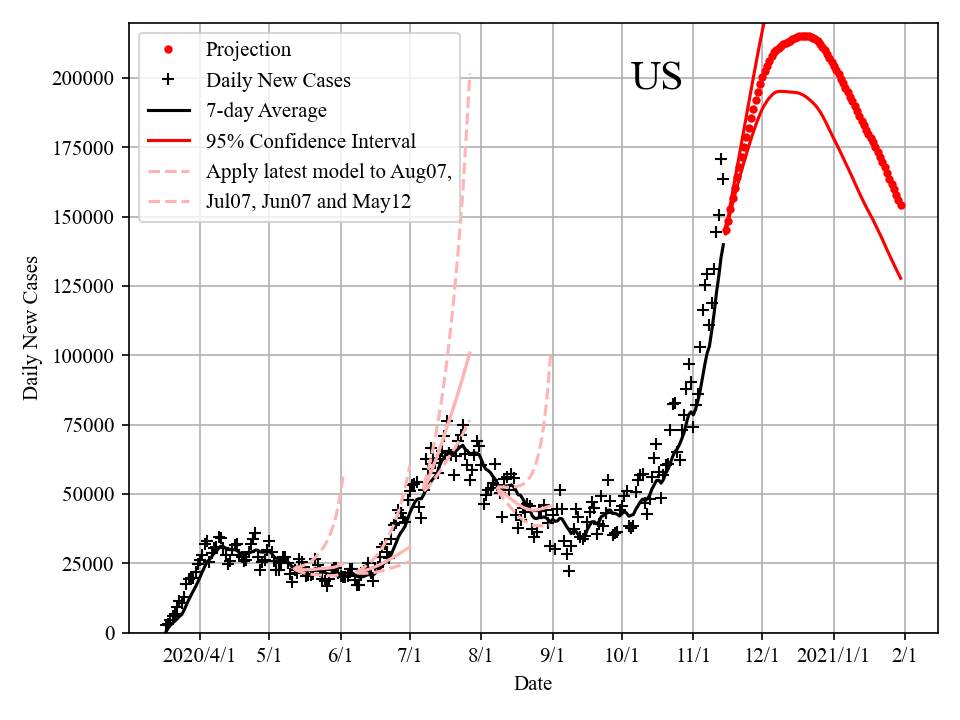 US
Projection
Daily New Cases
7-day Average
95% Confidence Interval
Apply latest model to Aug07,
Jul07, Jun07 and May12
Daily New Cases
200000
175000
150000
125000
100000
75000
50000
25000
0
2020/4/1 5/1 6/1 7/1 8/1 9/1 10/1 11/1 12/1 2021/1/1 2/1
Date